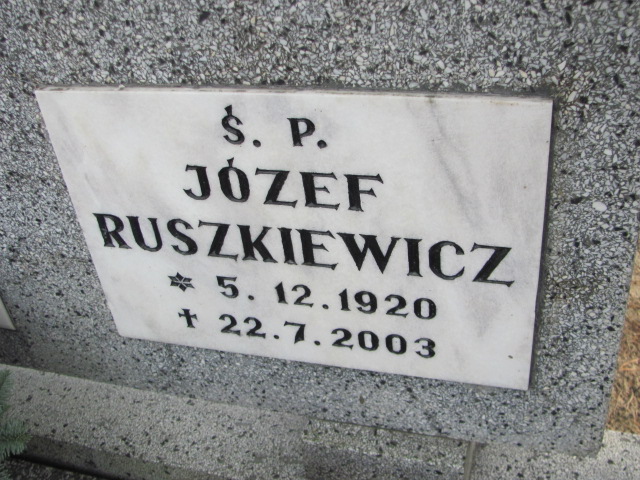 Ś. P.
JÓZEF
RUSZKIEWICZ
* 5. 12. 1920
† 22. 7. 2003